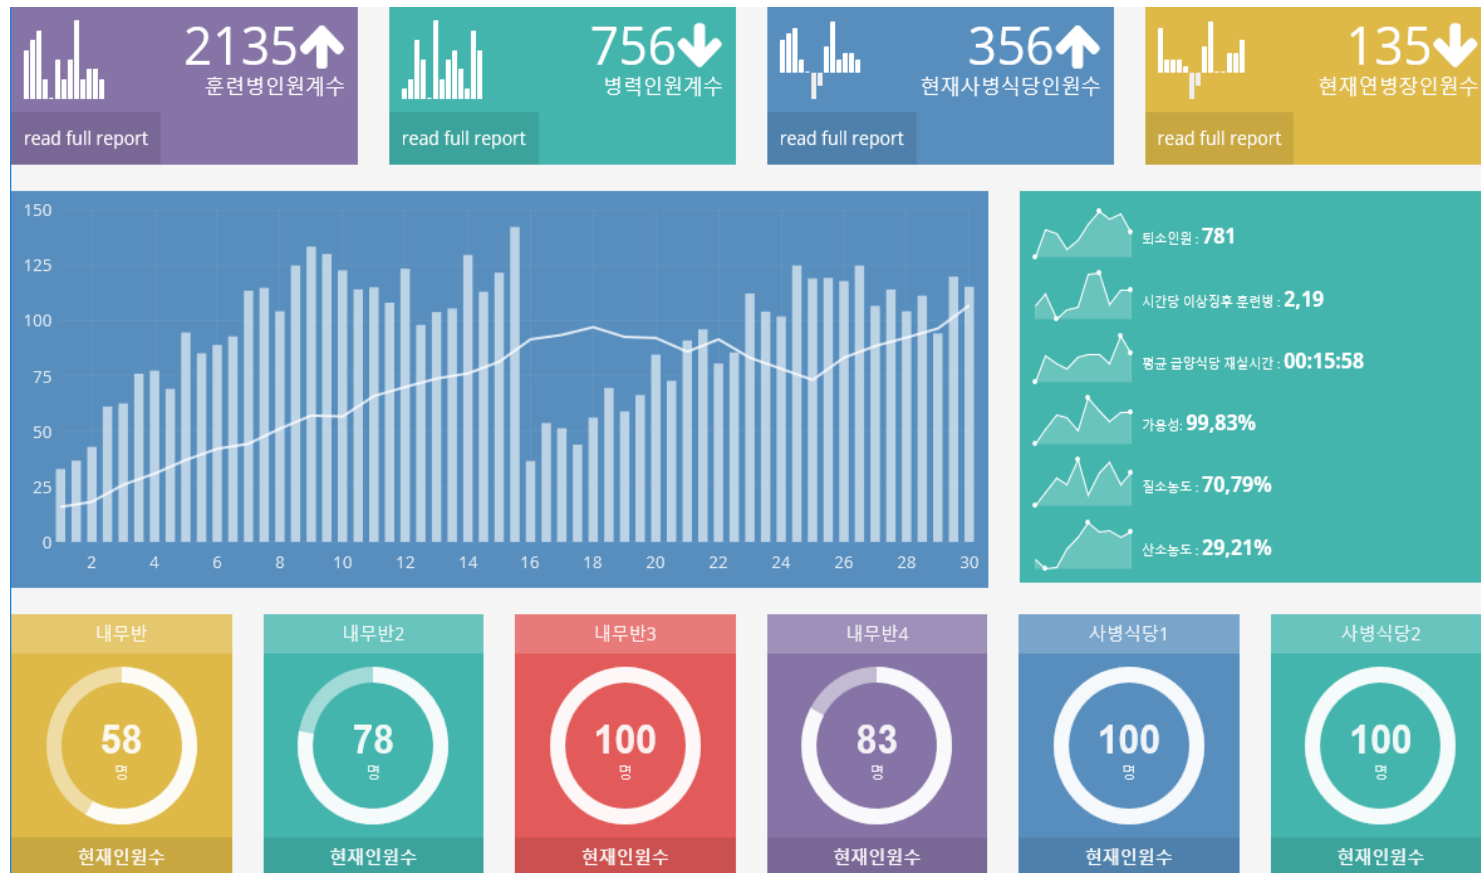 2135
훈련병인원계수
read full report
756
병력인원계수
read full report
356
현재사병식당인원수
read full report
135
현재연병장인원수
read full report
150
125
100
75
50
25
0
2 4 6 8 10 12 14 16 18 20 22 24 26 28 30
퇴소인원 : 781
시간당 이상징후 훈련병 : 2,19
평균 급양식당 재실시간 : 00:15:58
가용성: 99,83%
질소농도 : 70,79%
산소농도 : 29,21%
내무반
58
명
현재인원수
내무반2
78
명
현재인원수
내무반3
100
명
현재인원수
내무반4
83
명
현재인원수
사병식당1
100
명
현재인원수
사병식당2
100
명
현재인원수